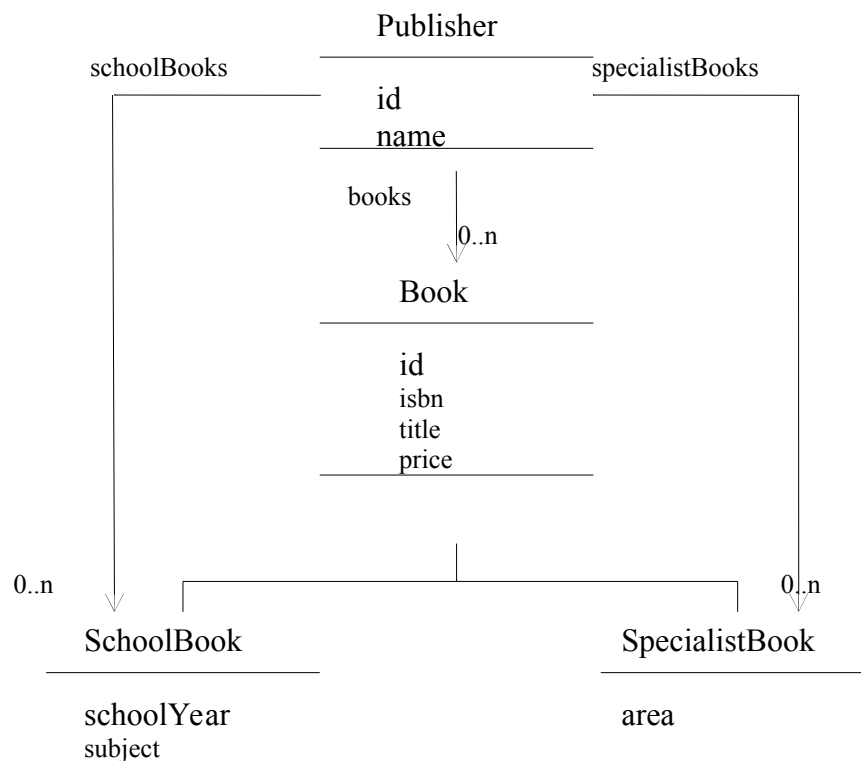 Publisher
schoolBooks
specialistBooks
id
name
books
0..n
Book
id
isbn
title
price
0..n
0..n
SchoolBook
SpecialistBook
schoolYear
area
subject